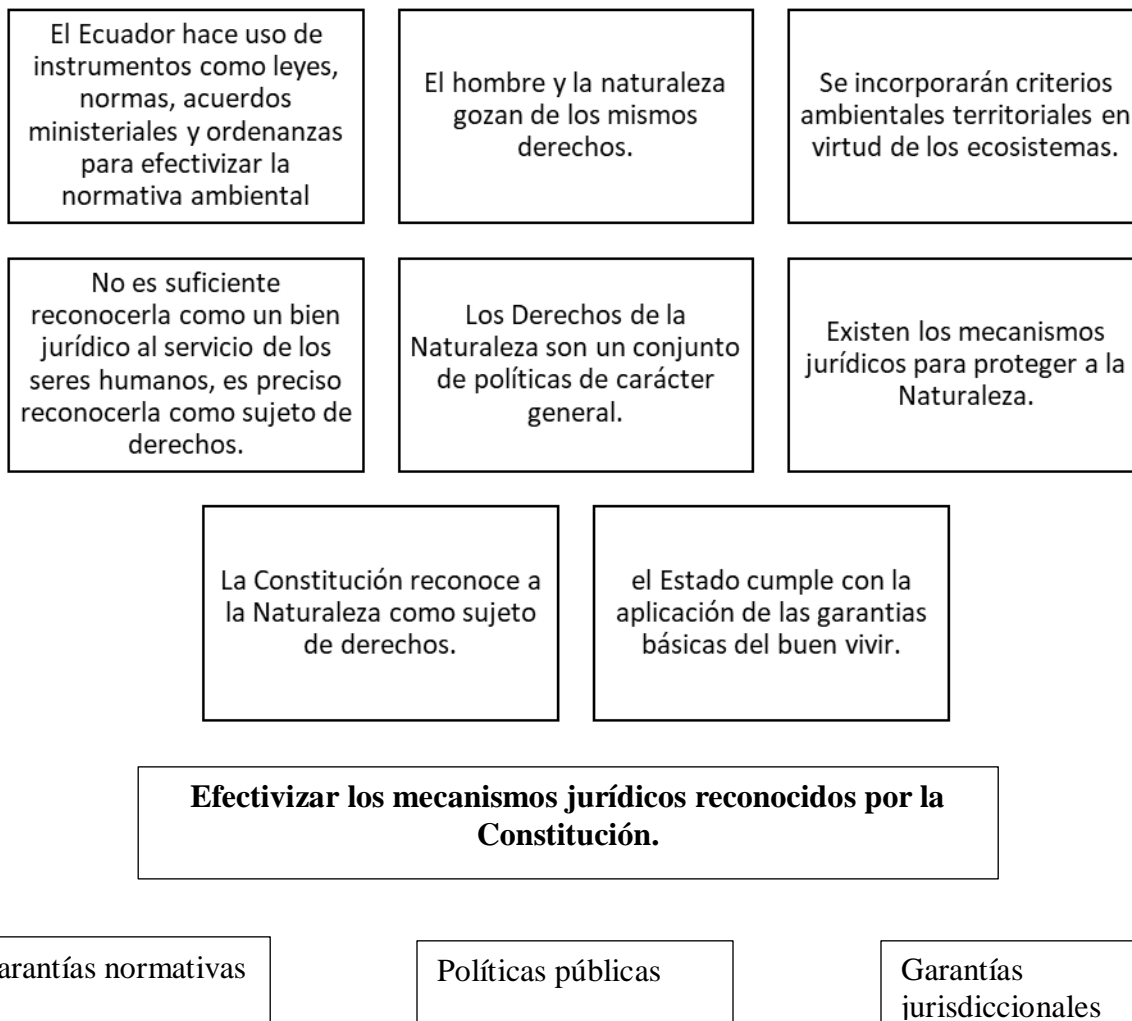 El Ecuador hace uso de
instrumentos como leyes,
normas, acuerdos
ministeriales y ordenanzas
para efectivizar la
normativa ambiental
El hombre y la naturaleza
gozan de los mismos
derechos.
Se incorporarán criterios
ambientales territoriales en
virtud de los ecosistemas.
No es suficiente
reconocerla como un bien
jurídico al servicio de los
seres humanos, es preciso
reconocerla como sujeto de
derechos.
Los Derechos de la
Naturaleza son un conjunto
de políticas de carácter
general.
Existen los mecanismos
jurídicos para proteger a la
Naturaleza.
La Constitución reconoce a
la Naturaleza como sujeto
de derechos.
el Estado cumple con la
aplicación de las garantias
básicas del buen vivir.
Efectivizar los mecanismos jurídicos reconocidos por la
Constitución.
arantías normativas
Políticas públicas
Garantías
jurisdiccionales